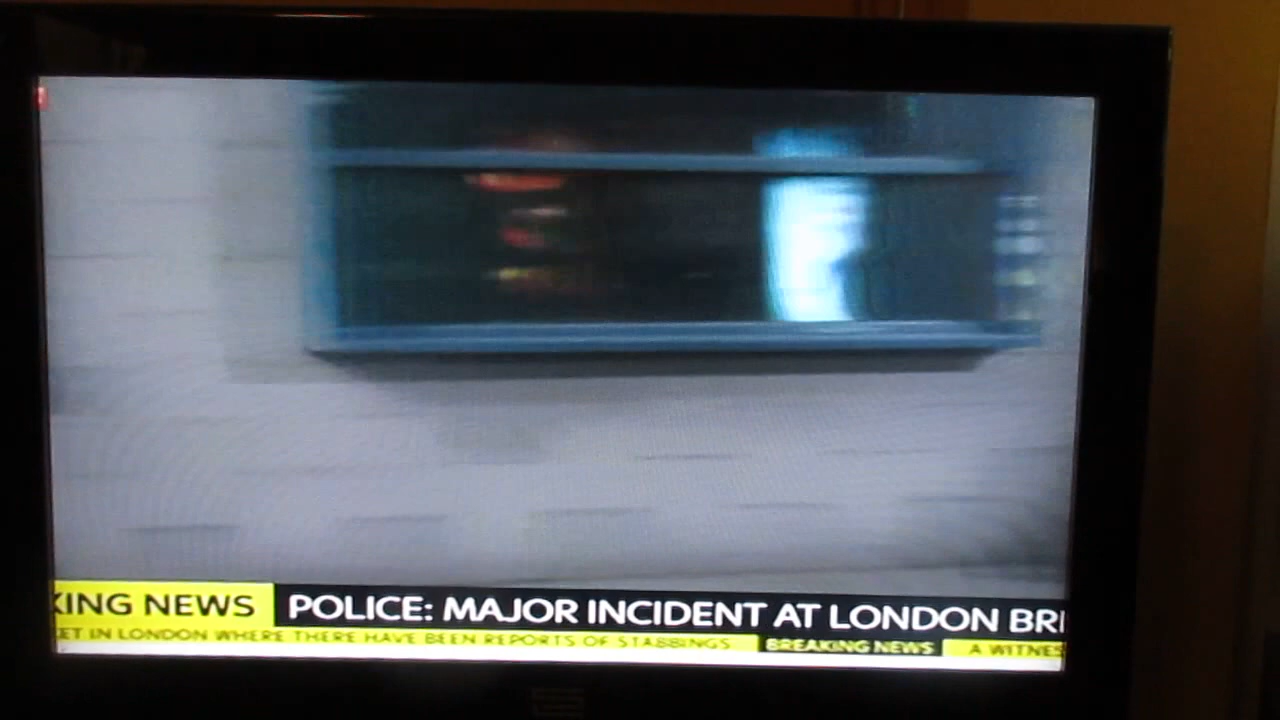 KING NEWS POLICE: MAJOR INCIDENT AT LONDON BRI
ET IN LONDON WHERE THERE HAVE BEEN REPORTS OF STABBINGS BREAKING NEWS A WITNES